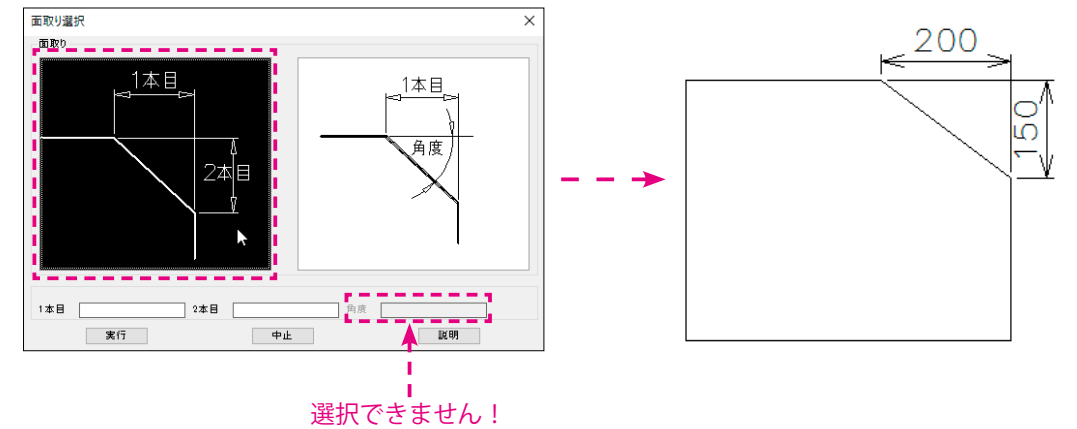 面取り選択
面取り
1本目
2本目
1本目
角度
1本目 2本目 角度
実行 中止 説明
選択できません！
200
150